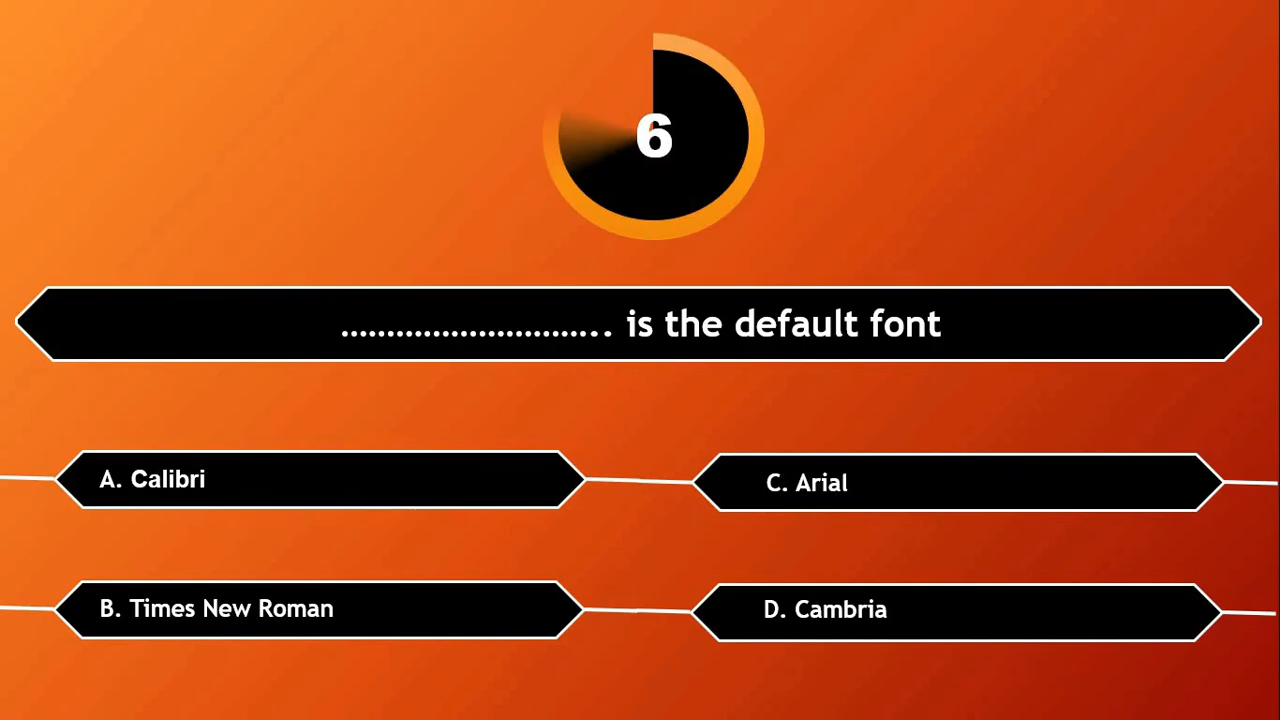 6
............................ is the default font
A. Calibri
C. Arial
B. Times New Roman
D. Cambria